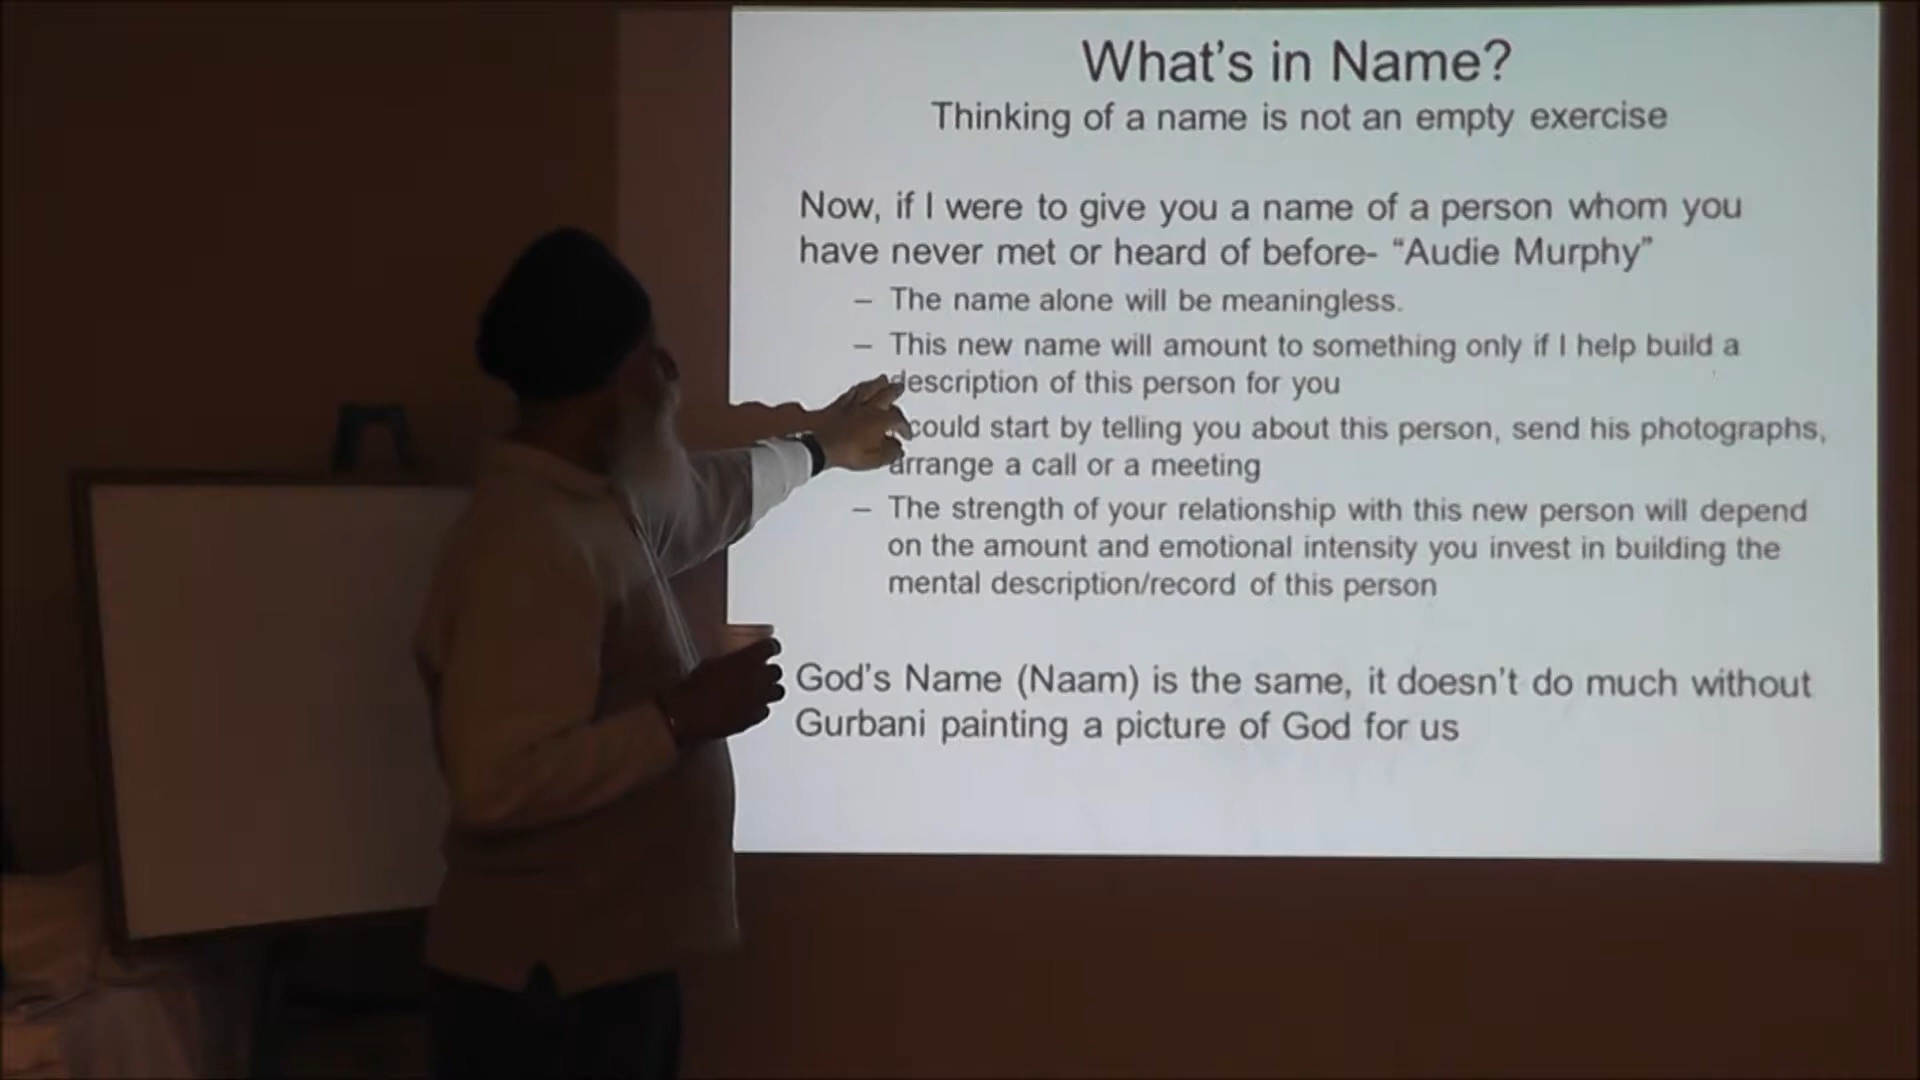 What's in Name?
Thinking of a name is not an empty exercise
Now, if I were to give you a name of a person whom you
have never met or heard of before- “Audie Murphy”
– The name alone will be meaningless.
– This new name will amount to something only if I help build a
description of this person for you
could start by telling you about this person, send his photographs,
arrange a call or a meeting
– The strength of your relationship with this new person will depend
on the amount and emotional intensity you invest in building the
mental description/record of this person
God's Name (Naam) is the same, it doesn't do much without
Gurbani painting a picture of God for us